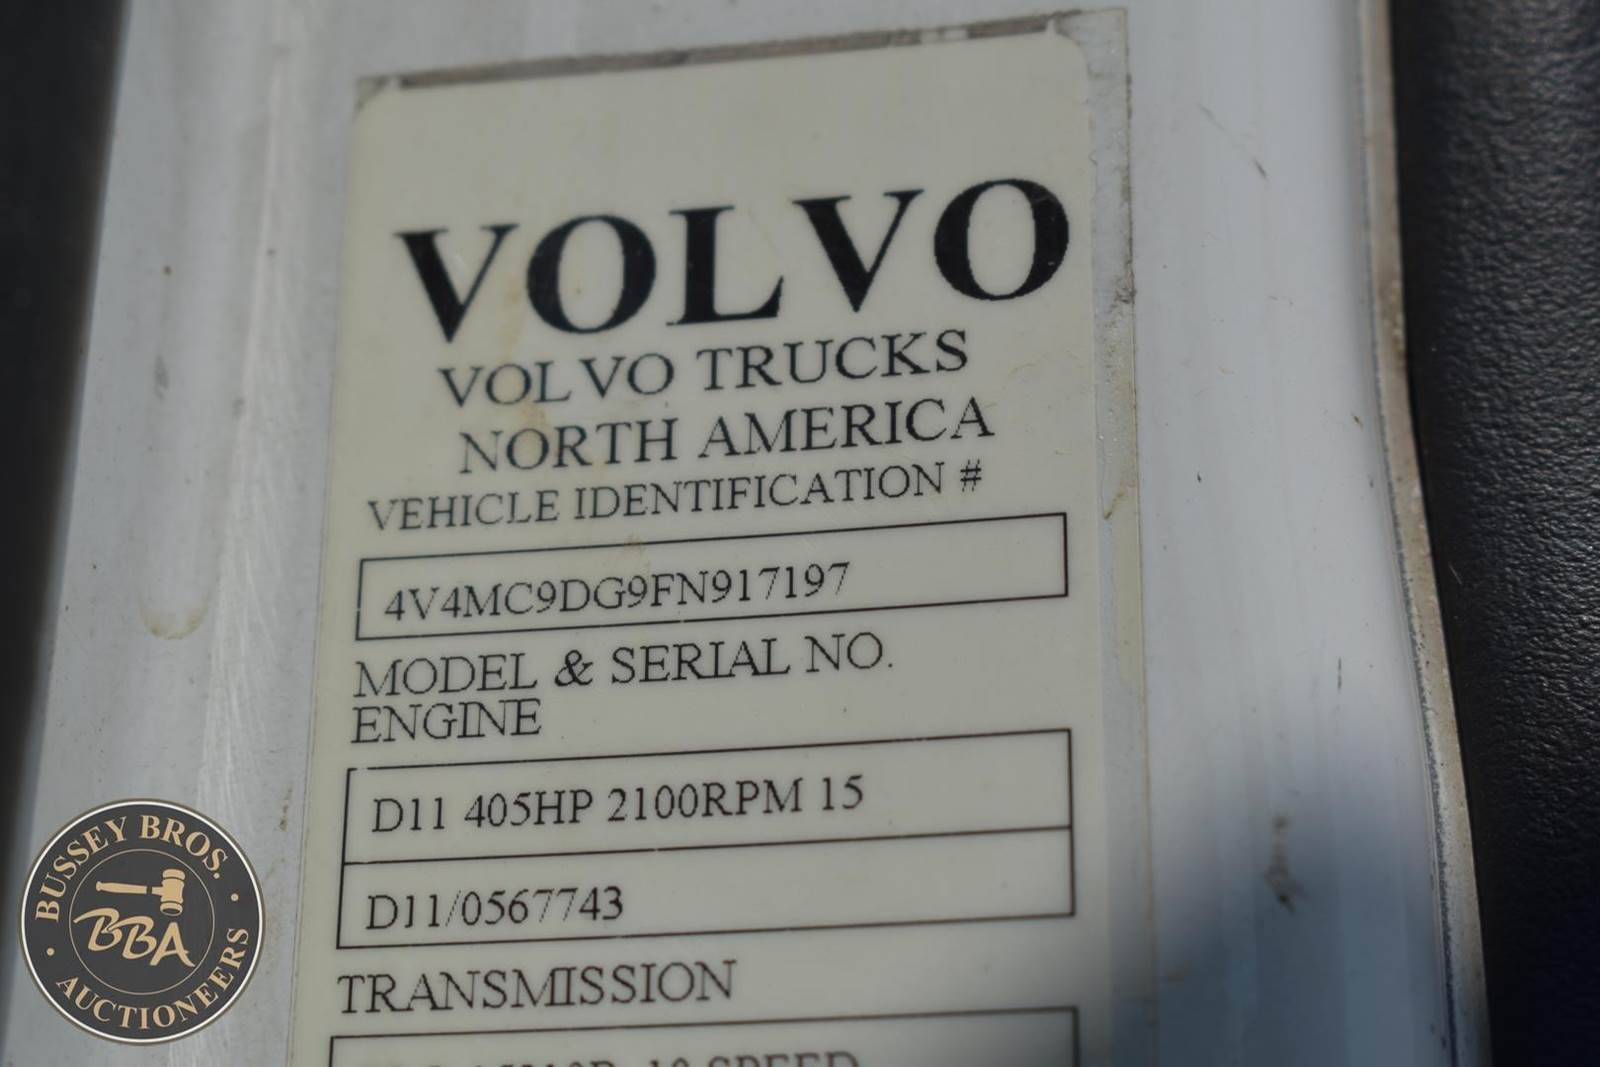 VOLVO
VOLVO TRUCKS
NORTH AMERICA
VEHICLE IDENTIFICATION #
4V4MC9DG9FN917197
MODEL & SERIAL NO.
ENGINE
D11 405HP 2100RPM 15
D11/0567743
TRANSMISSION
SPEED
BUSSEY BROS.
BBA
AUCTIONEERS